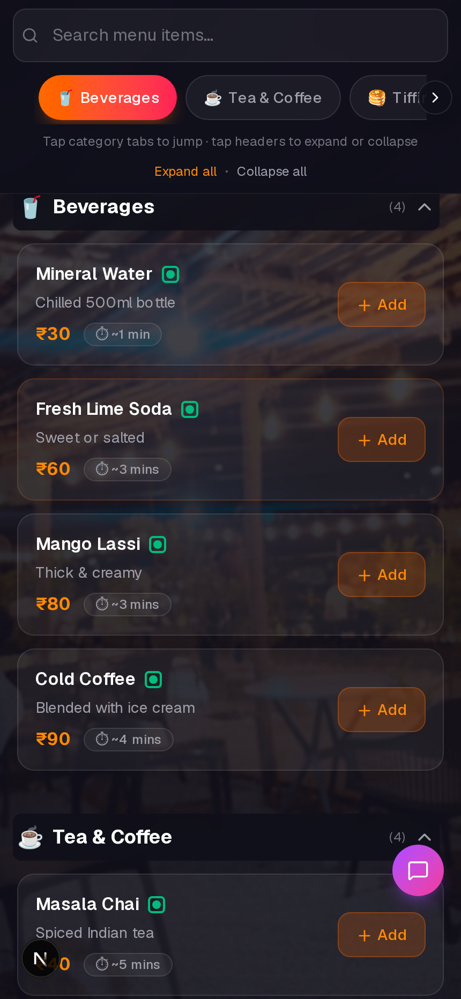 Search menu items...
Beverages
Tea & Coffee
Tiffin
Tap category tabs to jump · tap headers to expand or collapse
Expand all · Collapse all
Beverages (4)
Mineral Water
Chilled 500ml bottle
₹30 ~1 min
+ Add
Fresh Lime Soda
Sweet or salted
₹60 ~3 mins
+ Add
Mango Lassi
Thick & creamy
₹80 ~3 mins
+ Add
Cold Coffee
Blended with ice cream
₹90 ~4 mins
+ Add
Tea & Coffee (4)
Masala Chai
Spiced Indian tea
₹40 ~5 mins
+ Add
N